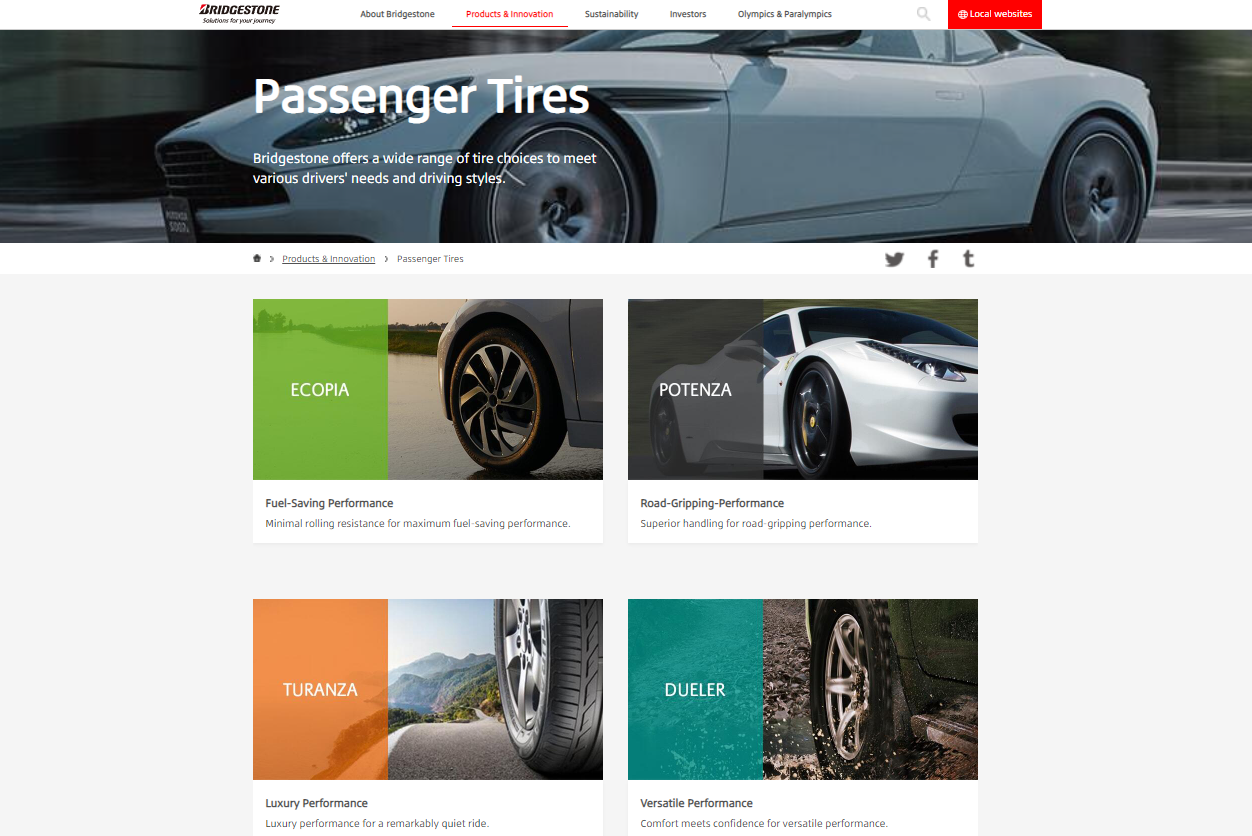 BRIDGESTONE
Solutions for your journey
About Bridgestone
Products & Innovation
Sustainability
Investors
Olympics & Paralympics
Local websites
Passenger Tires
Bridgestone offers a wide range of tire choices to meet
various drivers' needs and driving styles.
POTENZA
S007A
Products & Innovation
Passenger Tires
ECOPIA
Fuel-Saving Performance
Minimal rolling resistance for maximum fuel-saving performance.
POTENZA
Road-Gripping-Performance
Superior handling for road-gripping performance.
TURANZA
Luxury Performance
Luxury performance for a remarkably quiet ride.
DUELER
Versatile Performance
Comfort meets confidence for versatile performance.